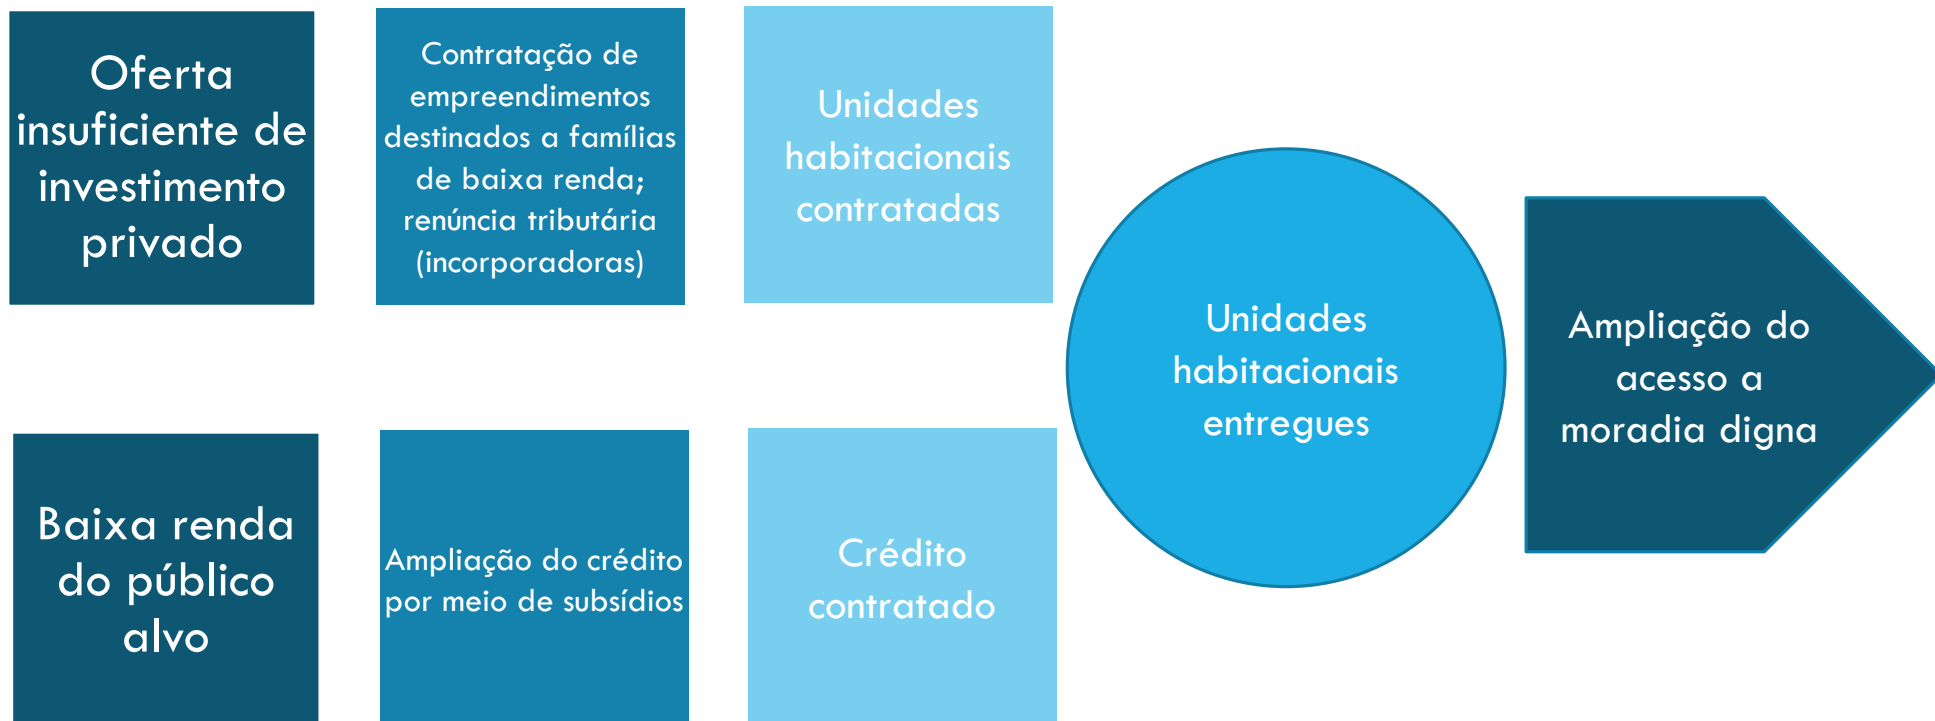 Oferta
insuficiente de
investimento
privado
Contratação de
empreendimentos
destinados a famílias
de baixa renda;
renúncia tributária
(incorporadoras)
Unidades
habitacionais
contratadas
Baixa renda
do público
alvo
Ampliação do crédito
por meio de subsídios
Crédito
contratado
Unidades
habitacionais
entregues
Ampliação do
acesso a
moradia digna